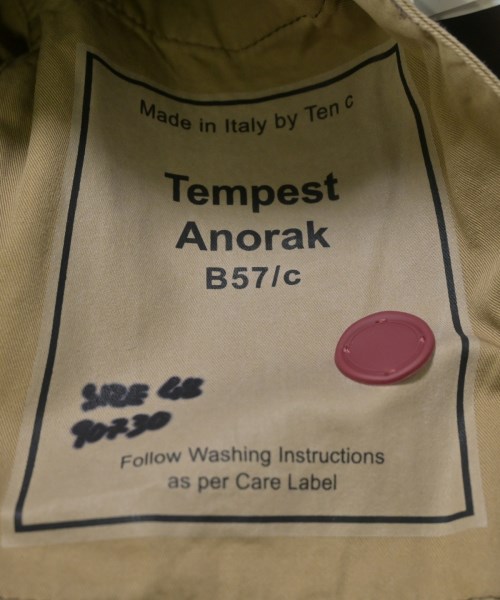 Made in Italy by Ten c
Tempest
Anorak
B57/c
SIZE 48
90730
Follow Washing Instructions
as per Care Label